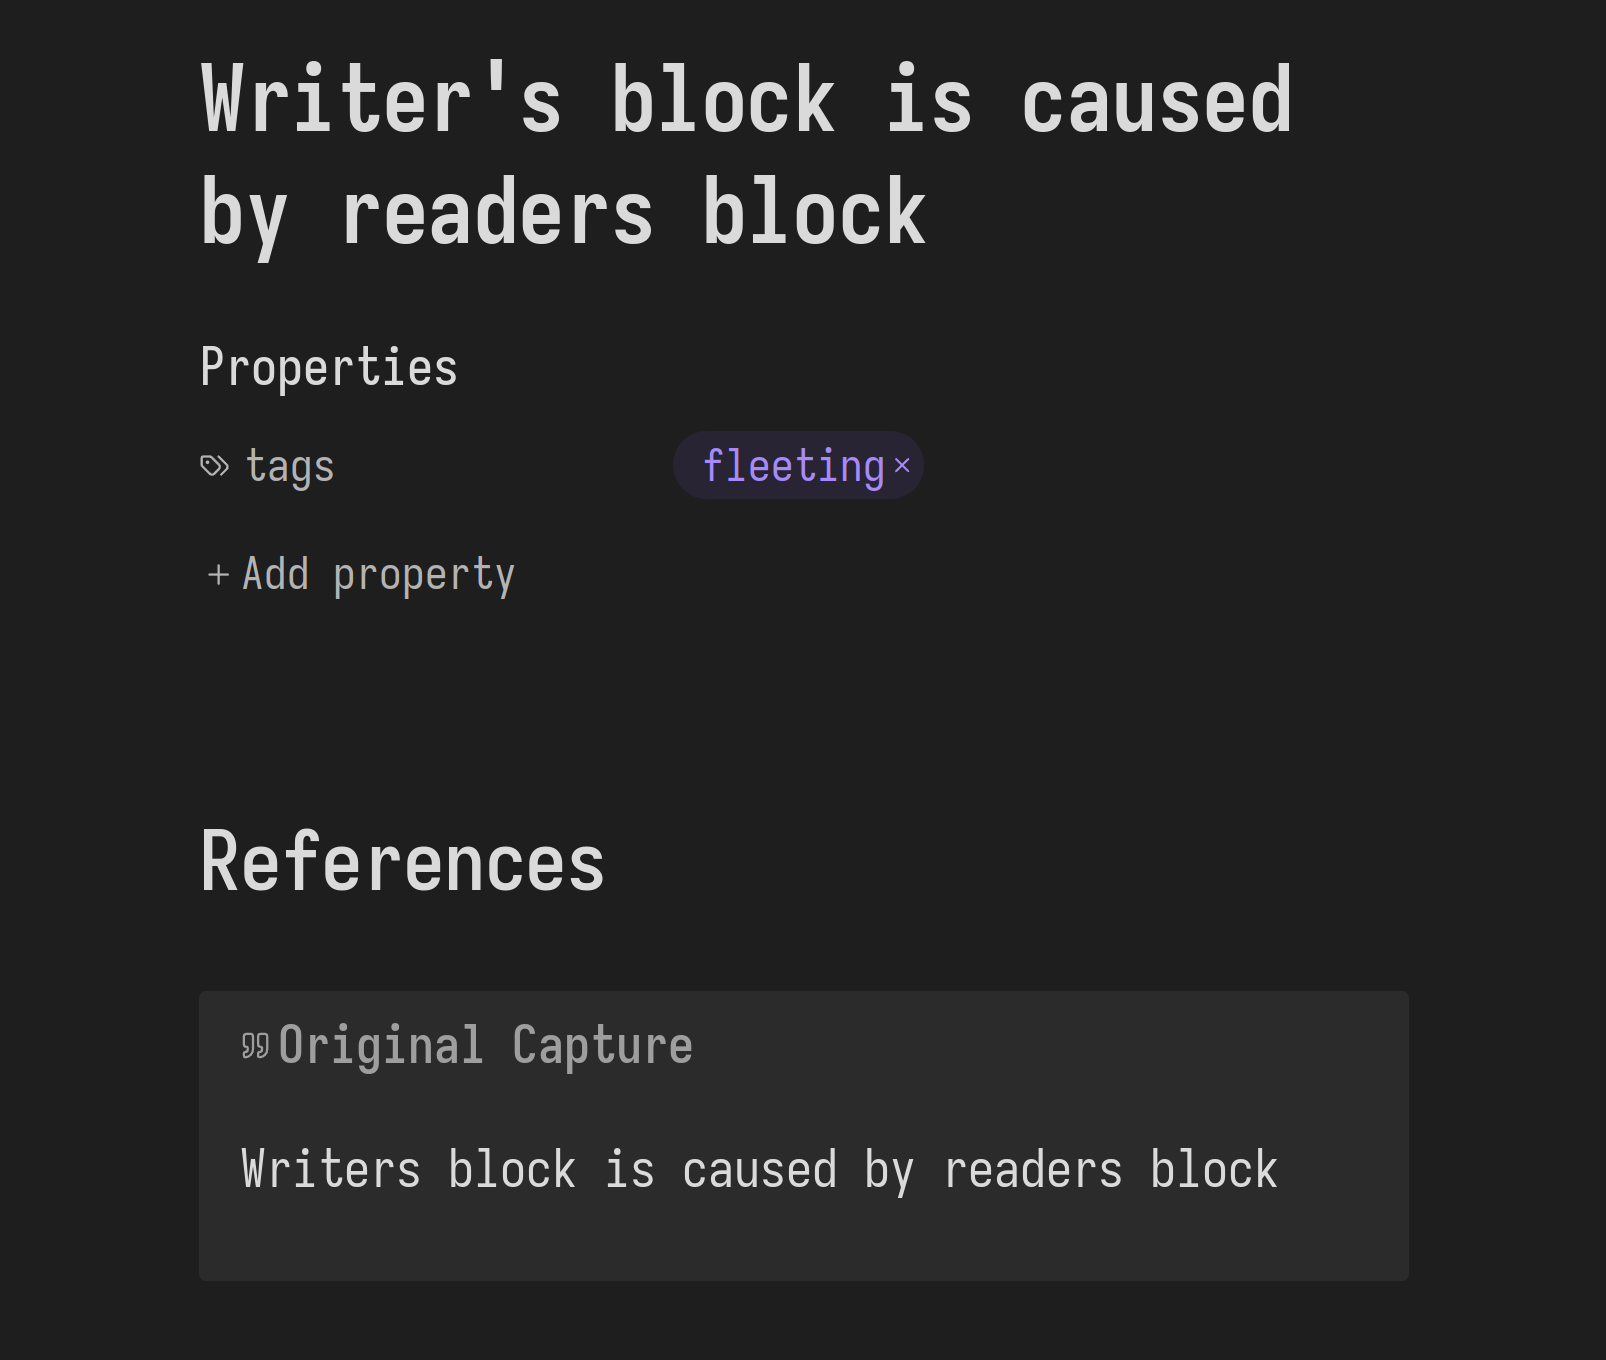 Writer's block is caused
by readers block
Properties
tags fleeting
Add property
References
Original Capture
Writers block is caused by readers block